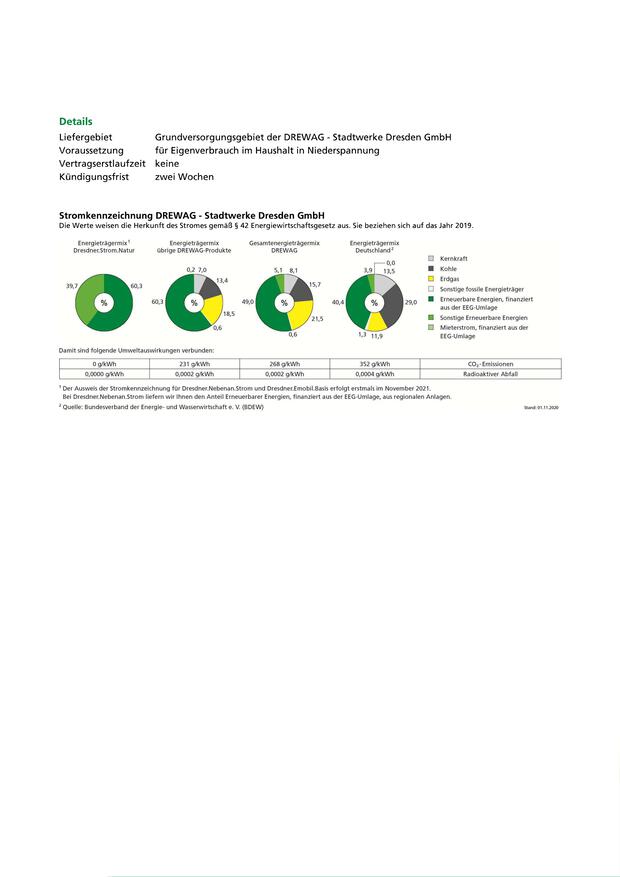 Details
Liefergebiet Grundversorgungsgebiet der DREWAG - Stadtwerke Dresden GmbH
Voraussetzung für Eigenverbrauch im Haushalt in Niederspannung
Vertragserstlaufzeit keine
Kündigungsfrist zwei Wochen
Stromkennzeichnung DREWAG - Stadtwerke Dresden GmbH
Die Werte weisen die Herkunft des Stromes gemäß § 42 Energiewirtschaftsgesetz aus. Sie beziehen sich auf das Jahr 2019.
Energieträgermix¹
Dresdner.Strom.Natur
39,7
60,3
%
Energieträgermix
übrige DREWAG-Produkte
0,2 7,0
13,4
60,3
%
18,5
0,6
Gesamtenergieträgermix
DREWAG
5,1 8,1
15,7
49,0
%
21,5
0,6
Energieträgermix
Deutschland²
0,0
3,9 13,5
40,4
%
29,0
1,3 11,9
Kernkraft
Kohle
Erdgas
Sonstige fossile Energieträger
Erneuerbare Energien, finanziert
aus der EEG-Umlage
Sonstige Erneuerbare Energien
Mieterstrom, finanziert aus der
EEG-Umlage
Damit sind folgende Umweltauswirkungen verbunden:
0 g/kWh 231 g/kWh 268 g/kWh 352 g/kWh CO₂-Emissionen
0,0000 g/kWh 0,0002 g/kWh 0,0002 g/kWh 0,0004 g/kWh Radioaktiver Abfall
¹ Der Ausweis der Stromkennzeichnung für Dresdner.Nebenan.Strom und Dresdner.Emobil.Basis erfolgt erstmals im November 2021.
Bei Dresdner.Nebenan.Strom liefern wir Ihnen den Anteil Erneuerbarer Energien, finanziert aus der EEG-Umlage, aus regionalen Anlagen.
² Quelle: Bundesverband der Energie- und Wasserwirtschaft e. V. (BDEW)
Stand: 01.11.2020